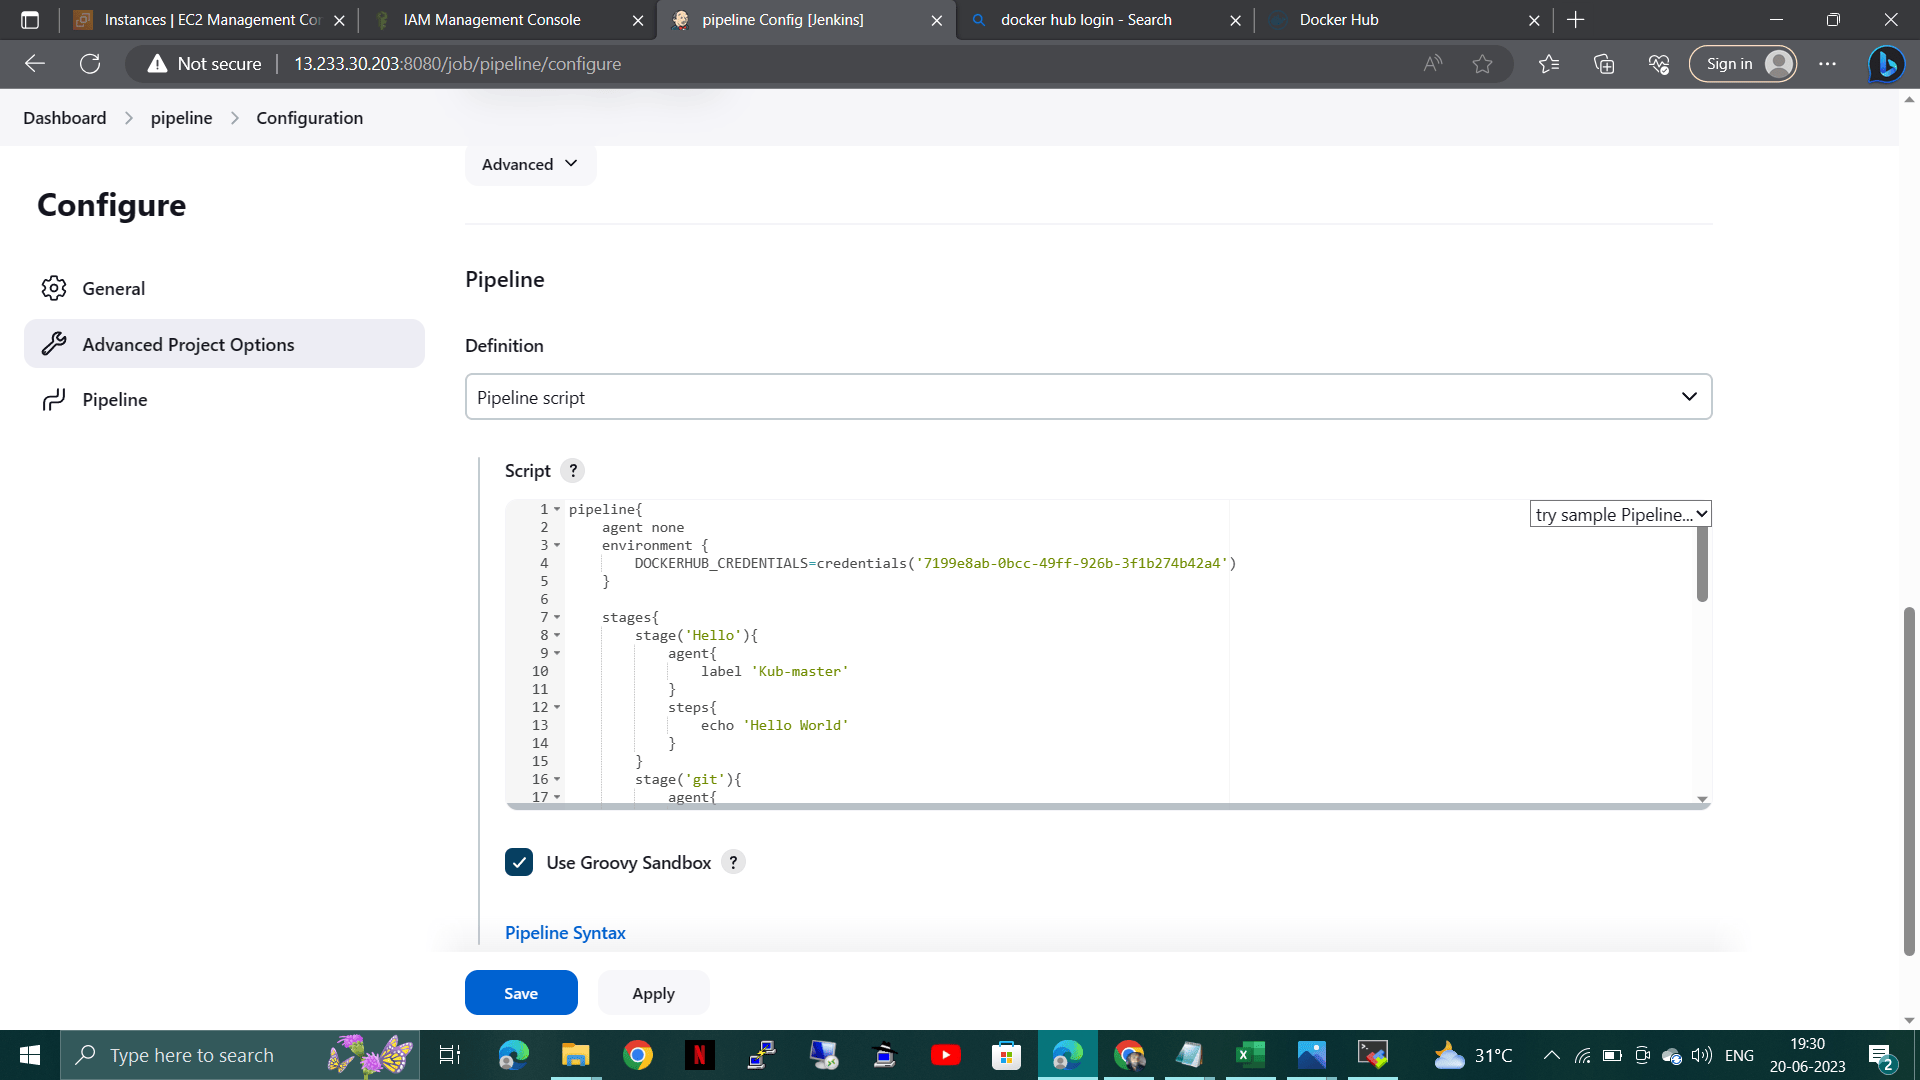 Instances | EC2 Management Cor
IAM Management Console
pipeline Config [Jenkins]
docker hub login - Search
Docker Hub
Not secure
13.233.30.203:8080/job/pipeline/configure
Sign in
Dashboard
pipeline
Configuration
Advanced
Configure
General
Advanced Project Options
Pipeline
Pipeline
Definition
Pipeline script
Script ?
try sample Pipeline...
1 pipeline{
2 agent none
3 environment {
4 DOCKERHUB_CREDENTIALS=credentials('7199e8ab-0bcc-49ff-926b-3f1b274b42a4')
5 }
6
7 stages{
8 stage('Hello'){
9 agent{
10 label 'Kub-master'
11 }
12 steps{
13 echo 'Hello World'
14 }
15 }
16 stage('git'){
17 agent{
Use Groovy Sandbox ?
Pipeline Syntax
Save
Apply
Type here to search
31°C
ENG
19:30
20-06-2023
2